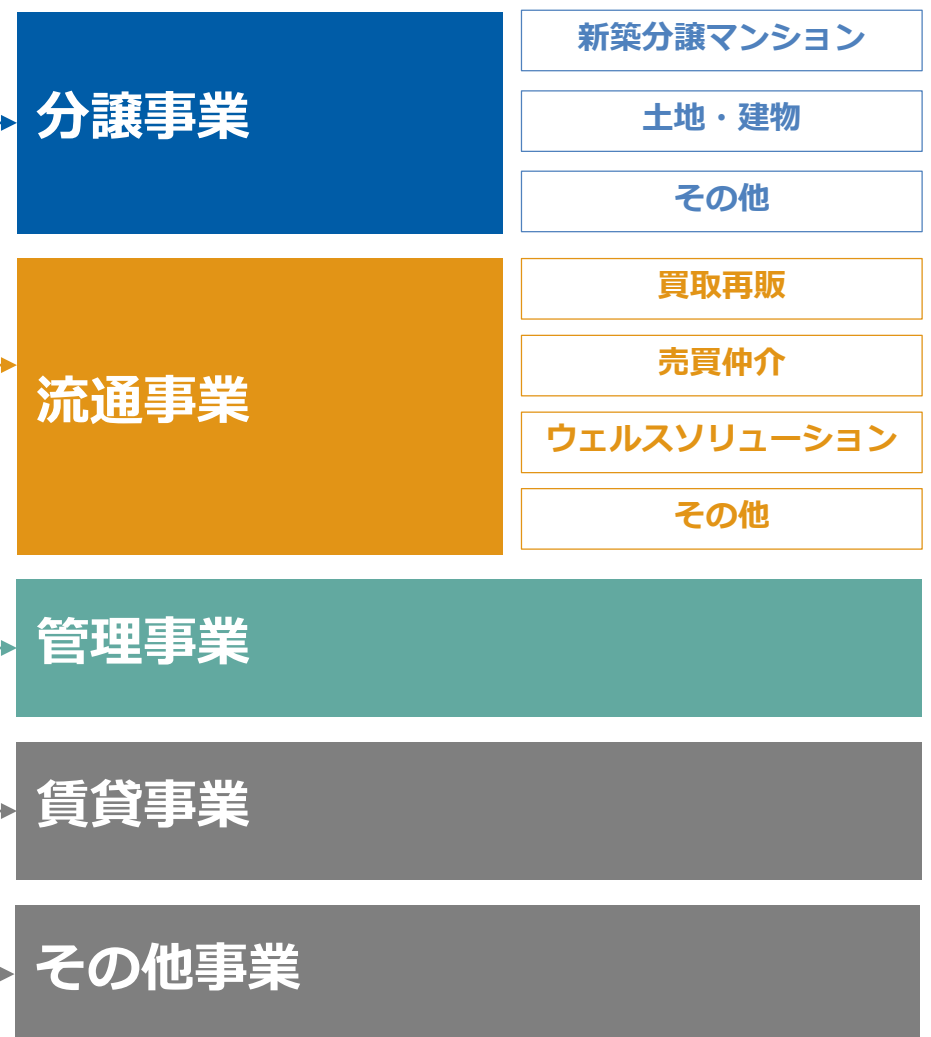 分譲事業
新築分譲マンション
土地・建物
その他
流通事業
買取再販
売買仲介
ウェルスソリューション
その他
管理事業
賃貸事業
その他事業